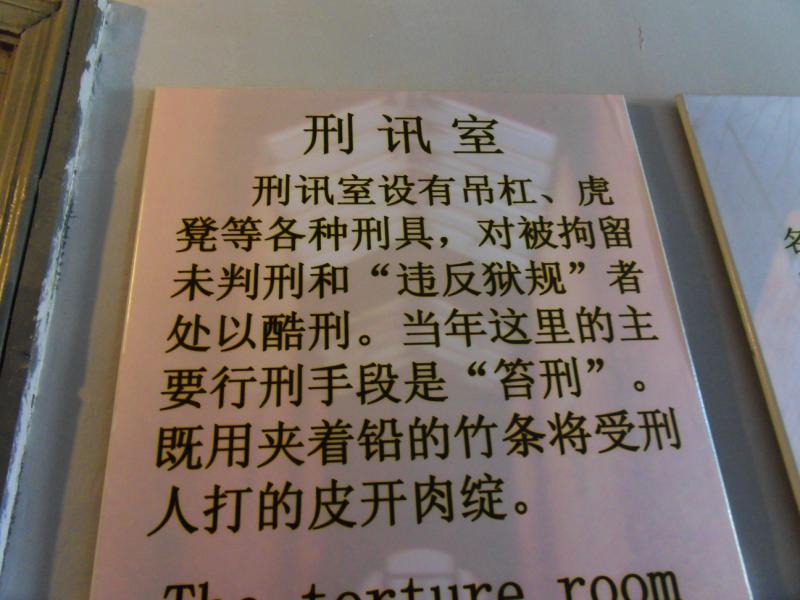 刑讯室
刑讯室设有吊杠、虎
凳等各种刑具，对被拘留
未判刑和“违反狱规”者
处以酷刑。当年这里的主
要行刑手段是“笞刑”。
既用夹着铅的竹条将受刑
人打的皮开肉绽。
The torture room